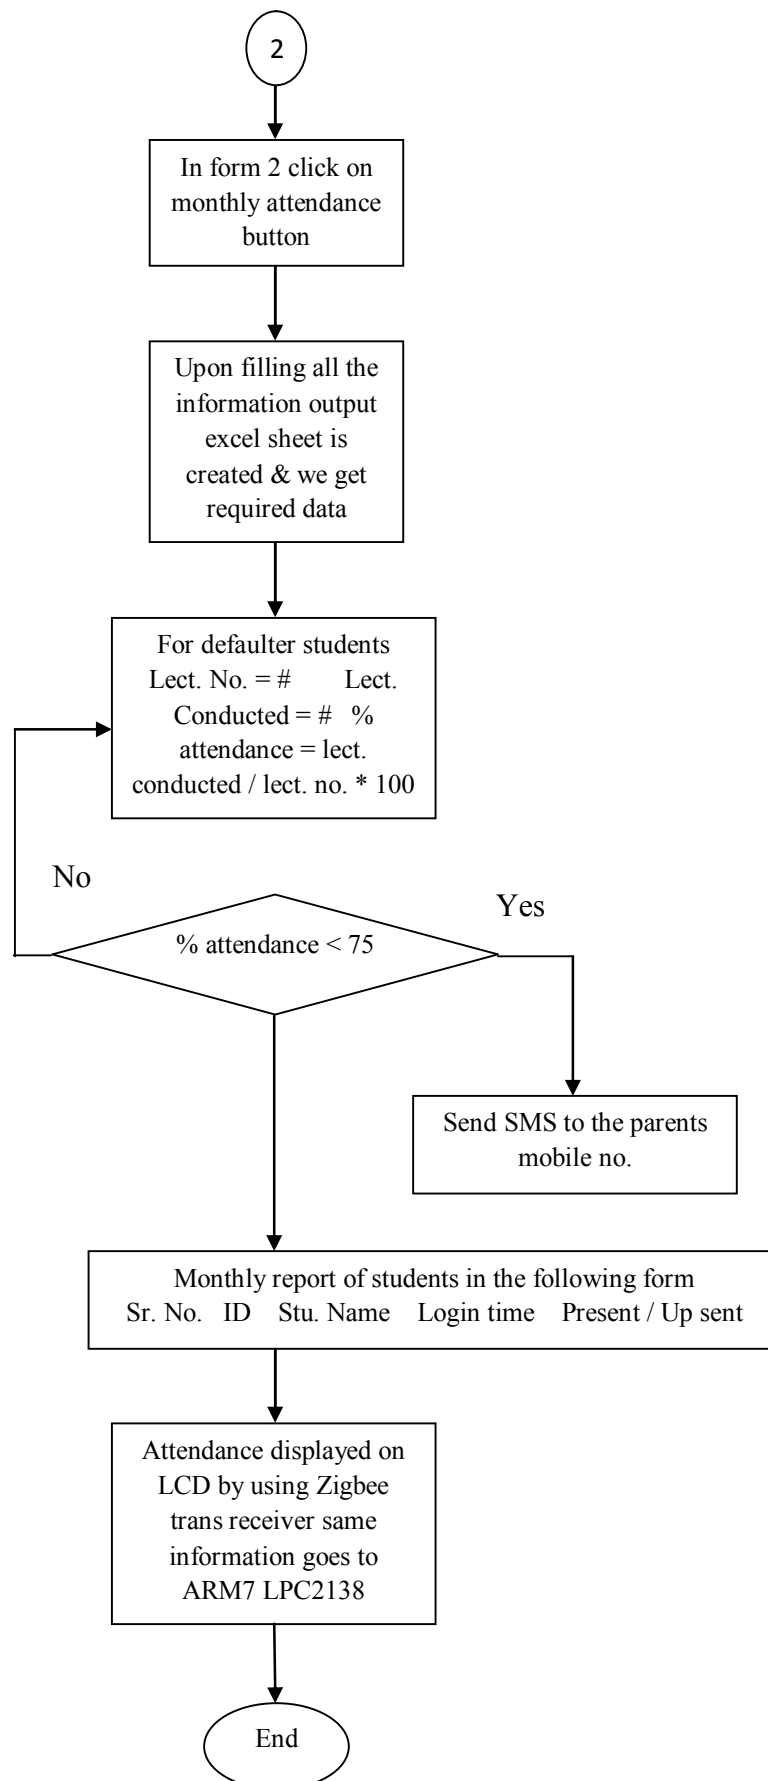 2
In form 2 click on
monthly attendance
button
Upon filling all the
information output
excel sheet is
created & we get
required data
For defaulter students
Lect. No. = # Lect.
Conducted = # %
attendance = lect.
conducted / lect. no. * 100
No
Yes
% attendance < 75
Send SMS to the parents
mobile no.
Monthly report of students in the following form
Sr. No. ID Stu. Name Login time Present / Up sent
Attendance displayed on
LCD by using Zigbee
trans receiver same
information goes to
ARM7 LPC2138
End